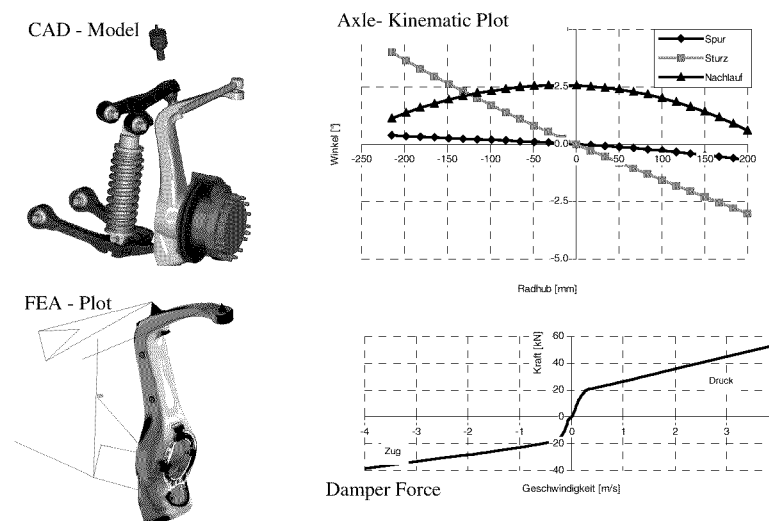 CAD - Model
Axle- Kinematic Plot
Spur
Sturz
Nachlauf
2.5
Winkel [°]
0.0
-250 -200 -150 -100 -50 0 50 100 150 200
-2.5
-5.0
Radhub [mm]
FEA - Plot
Kraft [kN]
60
40
20
0
-4 -3 -2 -1 0 1 2 3
-20
-40
Druck
Zug
Damper Force
Geschwindigkeit [m/s]